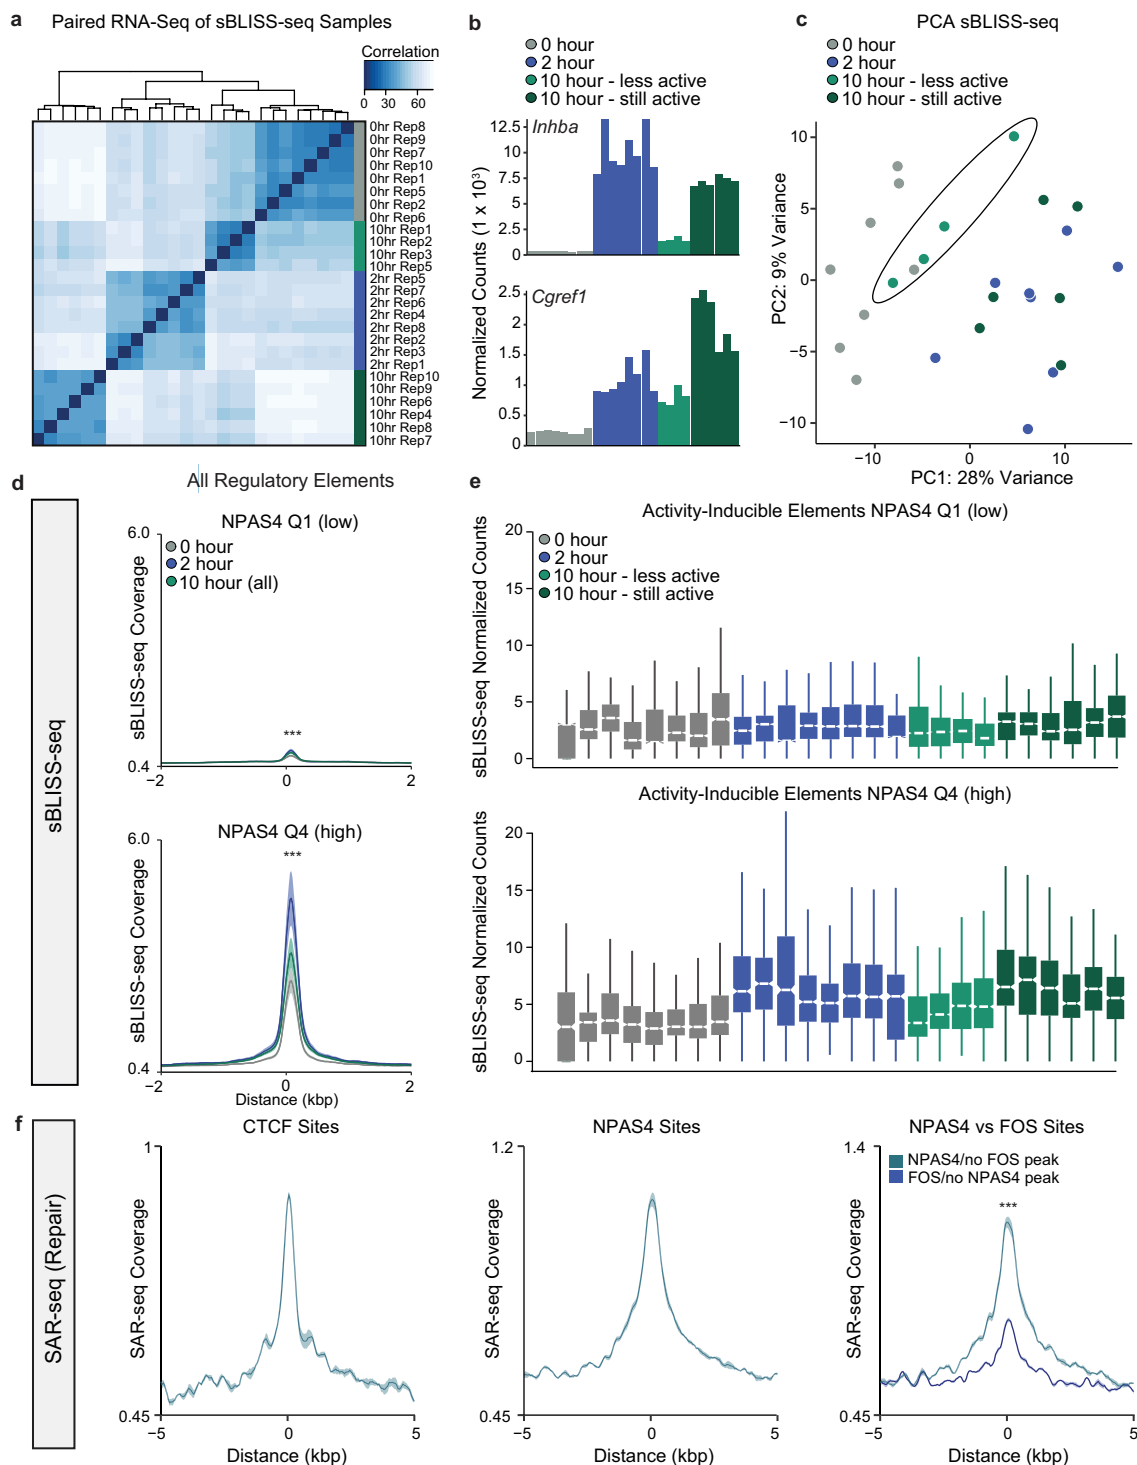 a
Paired RNA-Seq of sBLISS-seq Samples
Correlation
0 30 60
0hr Rep8
0hr Rep9
0hr Rep7
0hr Rep10
0hr Rep1
0hr Rep5
0hr Rep2
0hr Rep6
10hr Rep1
10hr Rep2
10hr Rep3
10hr Rep5
2hr Rep5
2hr Rep7
2hr Rep6
2hr Rep4
2hr Rep8
2hr Rep2
2hr Rep3
2hr Rep1
10hr Rep10
10hr Rep9
10hr Rep6
10hr Rep4
10hr Rep8
10hr Rep7
b
0 hour
2 hour
10 hour - less active
10 hour - still active
Normalized Counts (1 x 10³)
Inhba
12.5
10
7.5
5
2.5
0
Cgref1
2.5
2
1.5
1
0.5
0
c
PCA sBLISS-seq
0 hour
2 hour
10 hour - less active
10 hour - still active
PC2: 9% Variance
10
5
0
−5
−10
−10 0 10
PC1: 28% Variance
d
sBLISS-seq
All Regulatory Elements
NPAS4 Q1 (low)
6.0
0 hour
2 hour
10 hour (all)
sBLISS-seq Coverage
***
0.4
−2 0 2
NPAS4 Q4 (high)
6.0
***
sBLISS-seq Coverage
0.4
−2 0 2
Distance (kbp)
e
Activity-Inducible Elements NPAS4 Q1 (low)
0 hour
2 hour
10 hour - less active
10 hour - still active
sBLISS-seq Normalized Counts
20
15
10
5
0
Activity-Inducible Elements NPAS4 Q4 (high)
sBLISS-seq Normalized Counts
20
15
10
5
0
f
SAR-seq (Repair)
CTCF Sites
1
SAR-seq Coverage
0.45
−5 0 5
Distance (kbp)
NPAS4 Sites
1.2
SAR-seq Coverage
0.45
−5 0 5
Distance (kbp)
NPAS4 vs FOS Sites
1.4
NPAS4/no FOS peak
FOS/no NPAS4 peak
***
SAR-seq Coverage
0.45
−5 0 5
Distance (kbp)